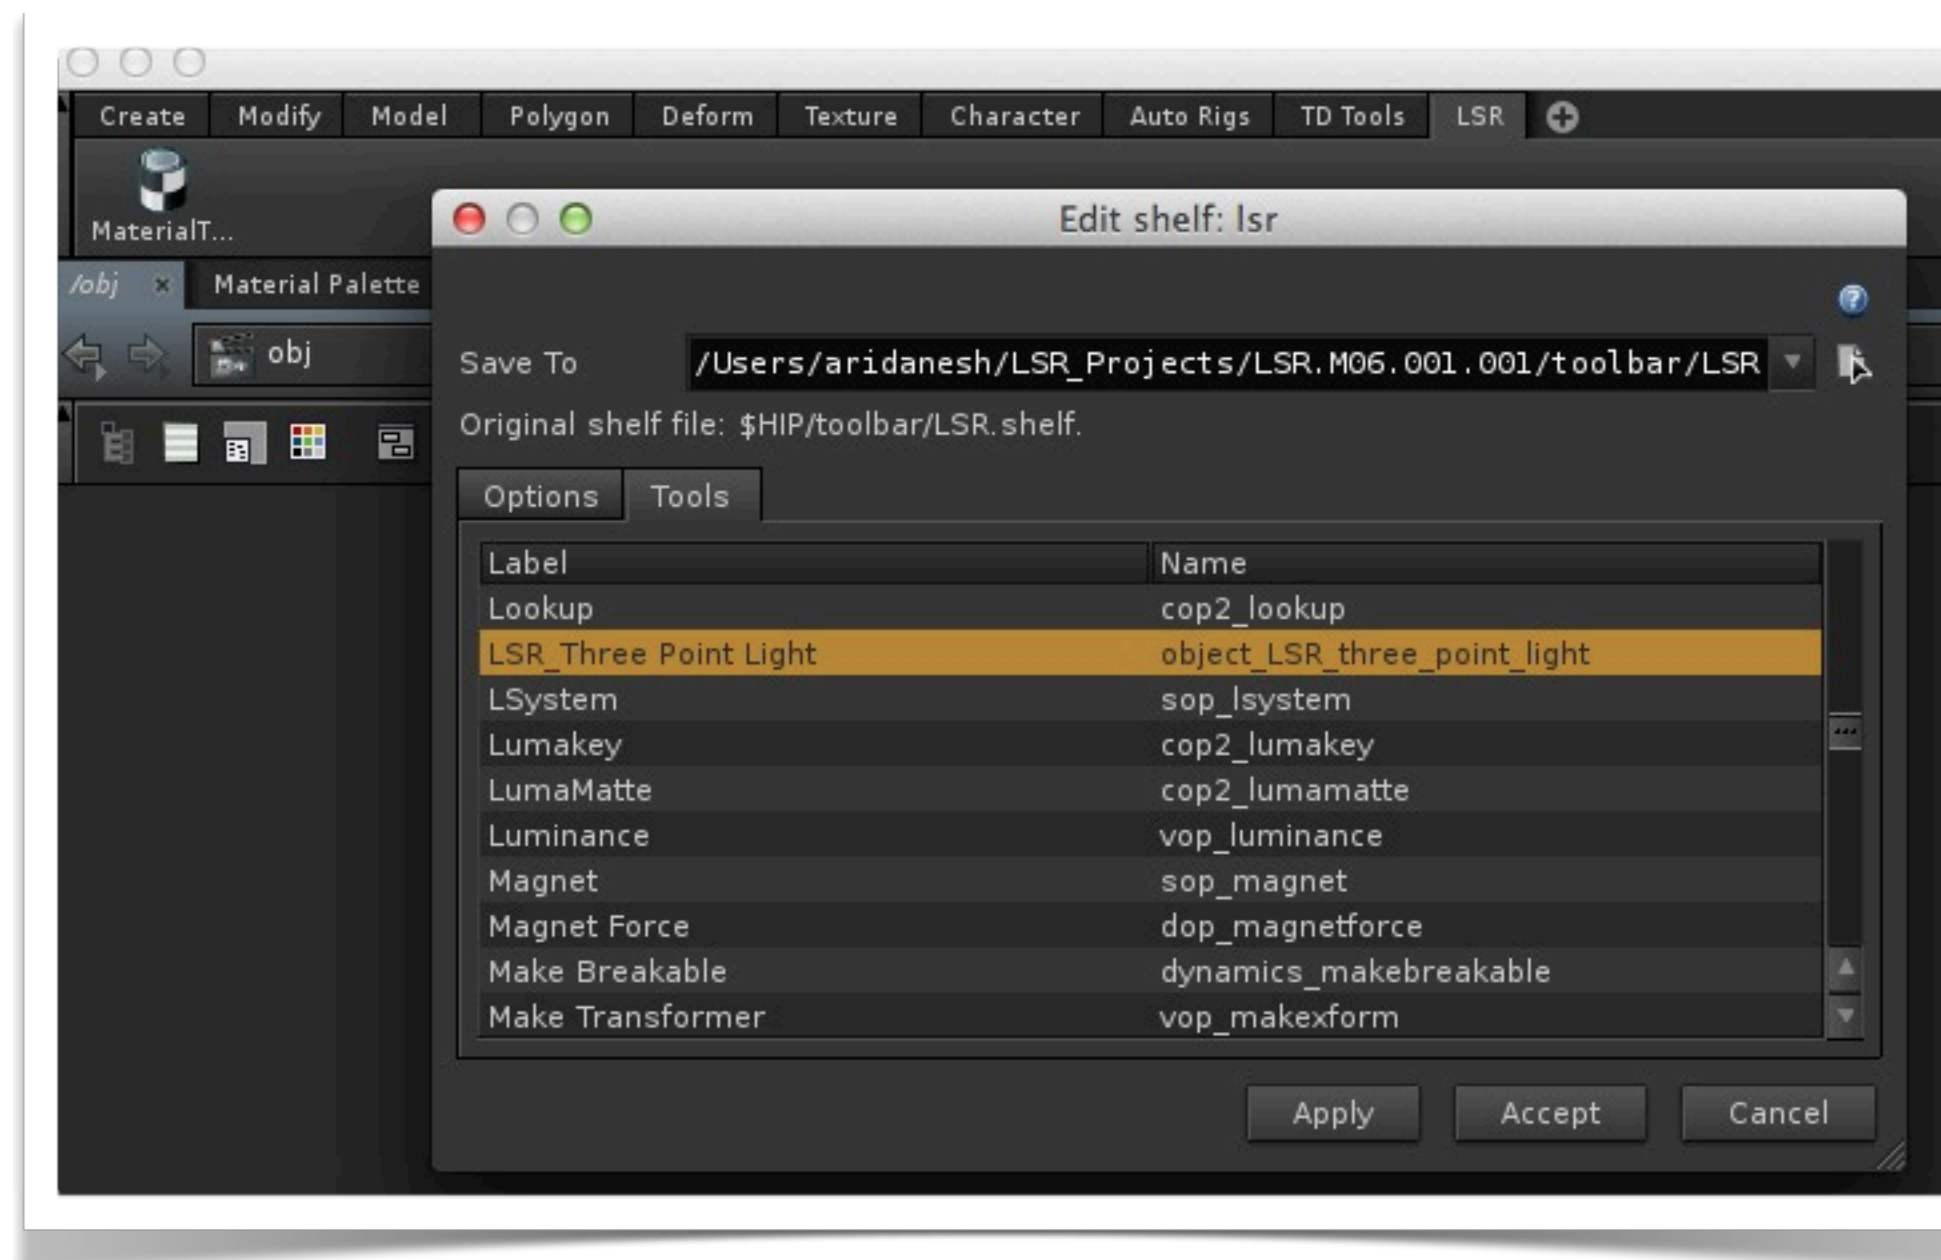 Create Modify Model Polygon Deform Texture Character Auto Rigs TD Tools LSR
MaterialT...
Edit shelf: lsr
/obj Material Palette
obj
Save To /Users/aridanesh/LSR_Projects/LSR.M06.001.001/toolbar/LSR
Original shelf file: $HIP/toolbar/LSR.shelf.
Options Tools
Label Name
Lookup cop2_lookup
LSR_Three Point Light object_LSR_three_point_light
LSystem sop_lsystem
Lumakey cop2_lumakey
LumaMatte cop2_lumamatte
Luminance vop_luminance
Magnet sop_magnet
Magnet Force dop_magnetforce
Make Breakable dynamics_makebreakable
Make Transformer vop_makexform
Apply Accept Cancel